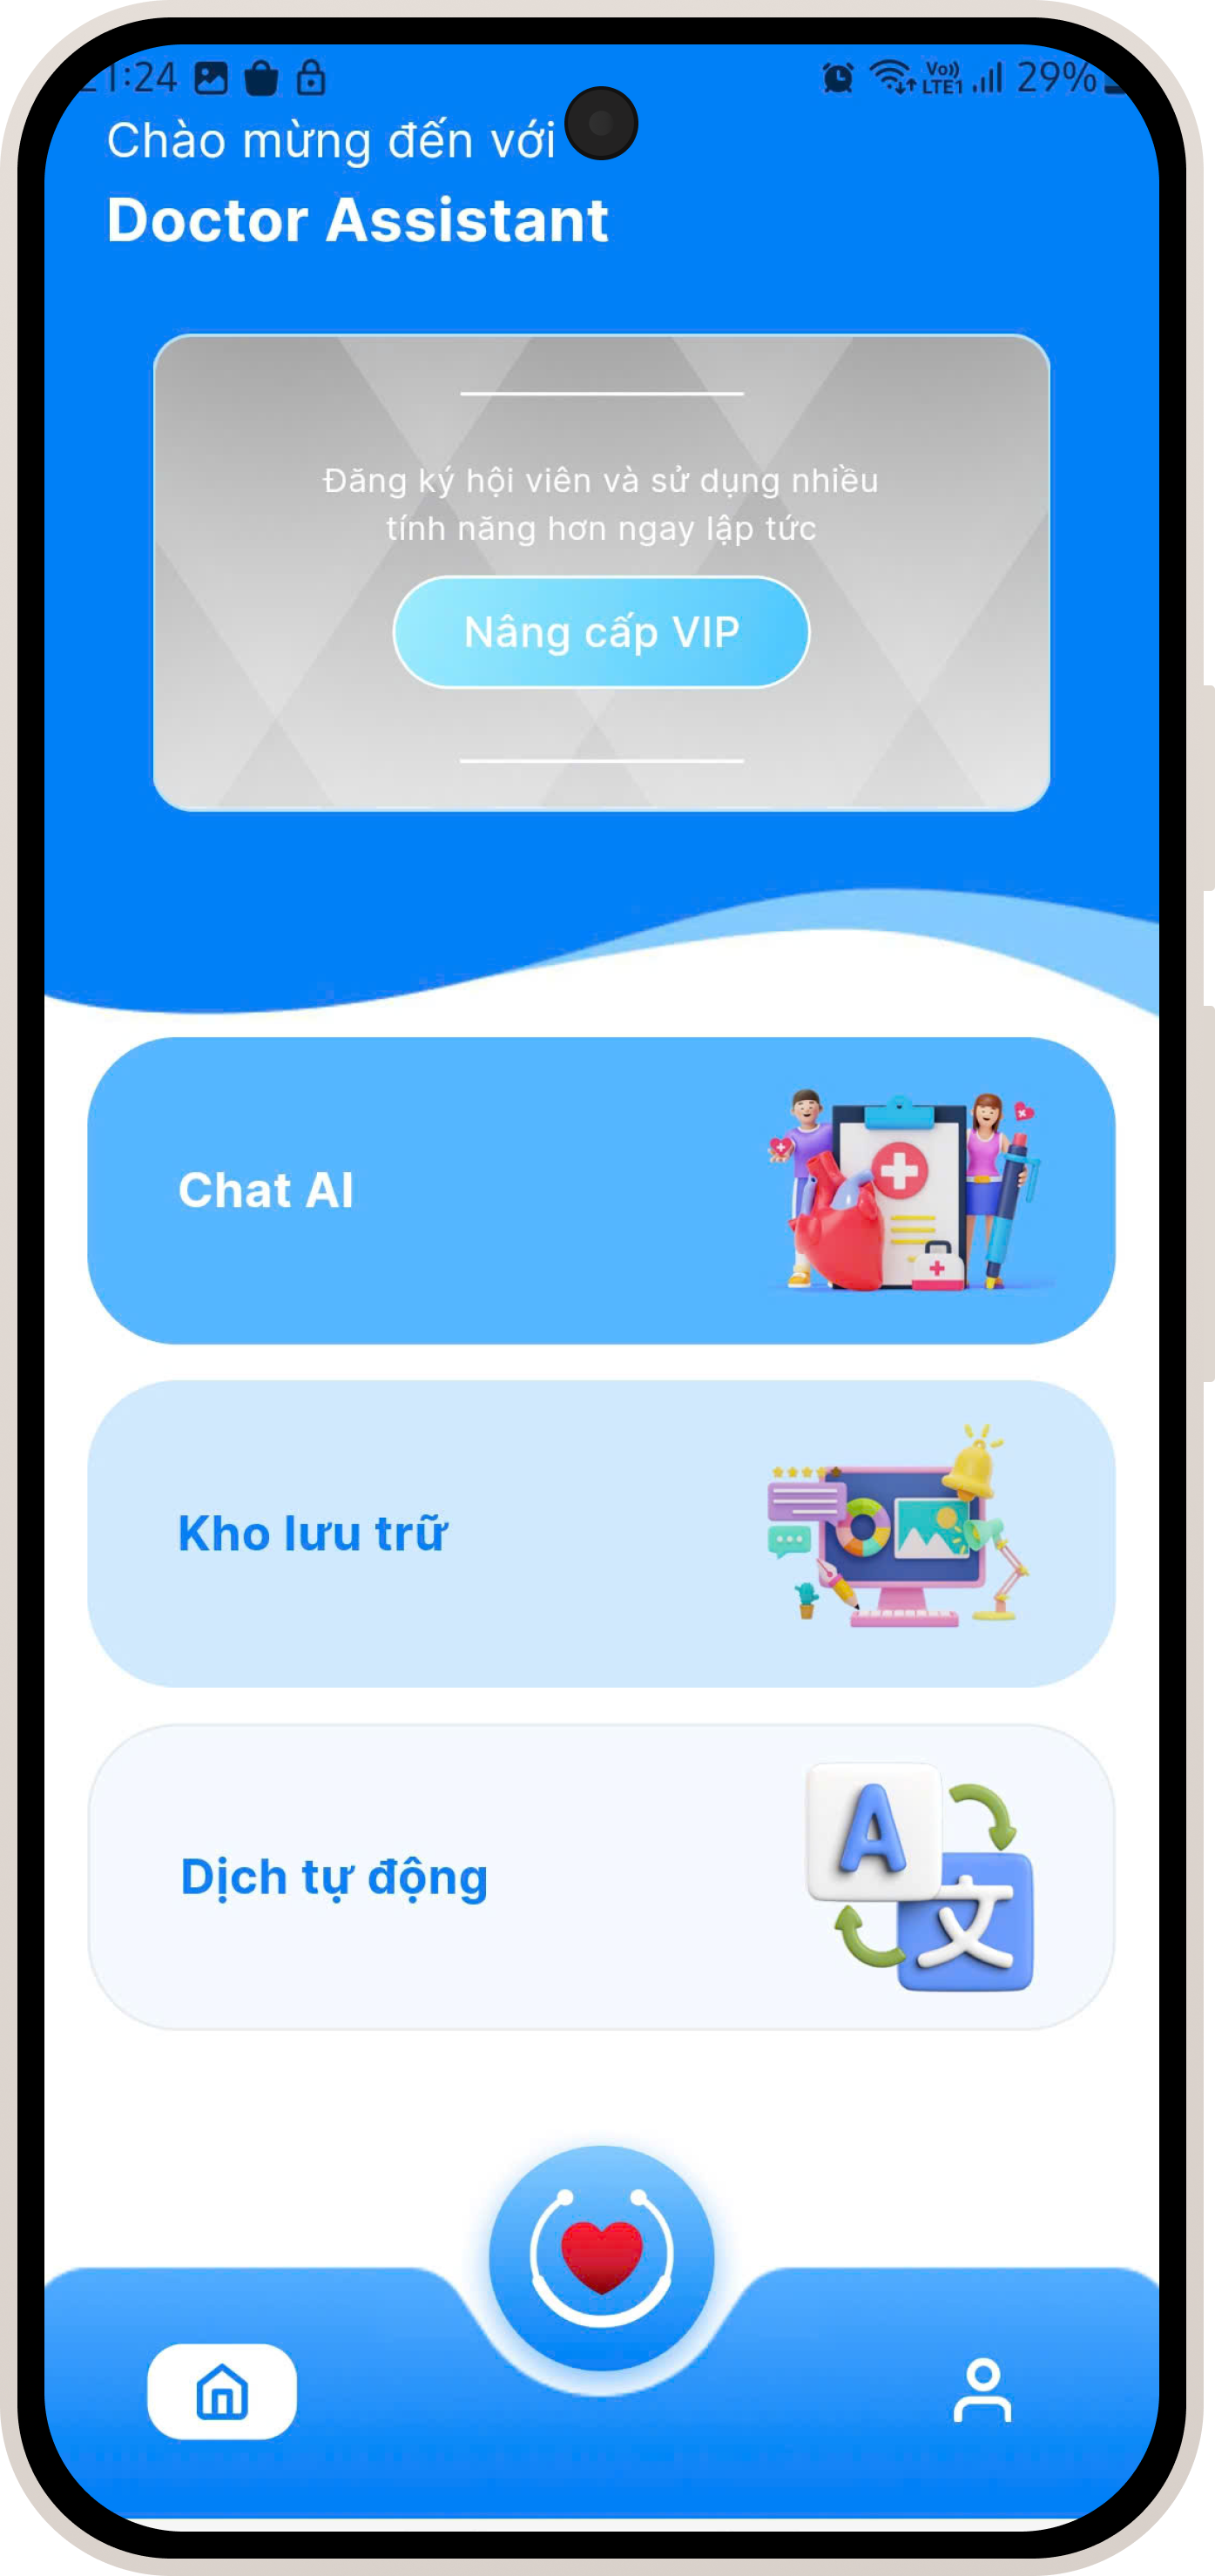 1:24 Vo)) LTE1 29%
Chào mừng đến với
Doctor Assistant
Đăng ký hội viên và sử dụng nhiều
tính năng hơn ngay lập tức
Nâng cấp VIP
Chat AI
Kho lưu trữ
Dịch tự động
A
文